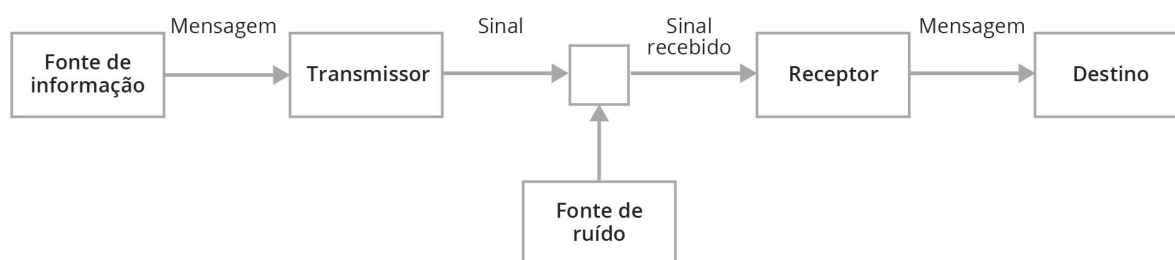 Mensagem
Sinal
Sinal
recebido
Mensagem
Fonte de
informação
Transmissor
Receptor
Destino
Fonte de
ruído